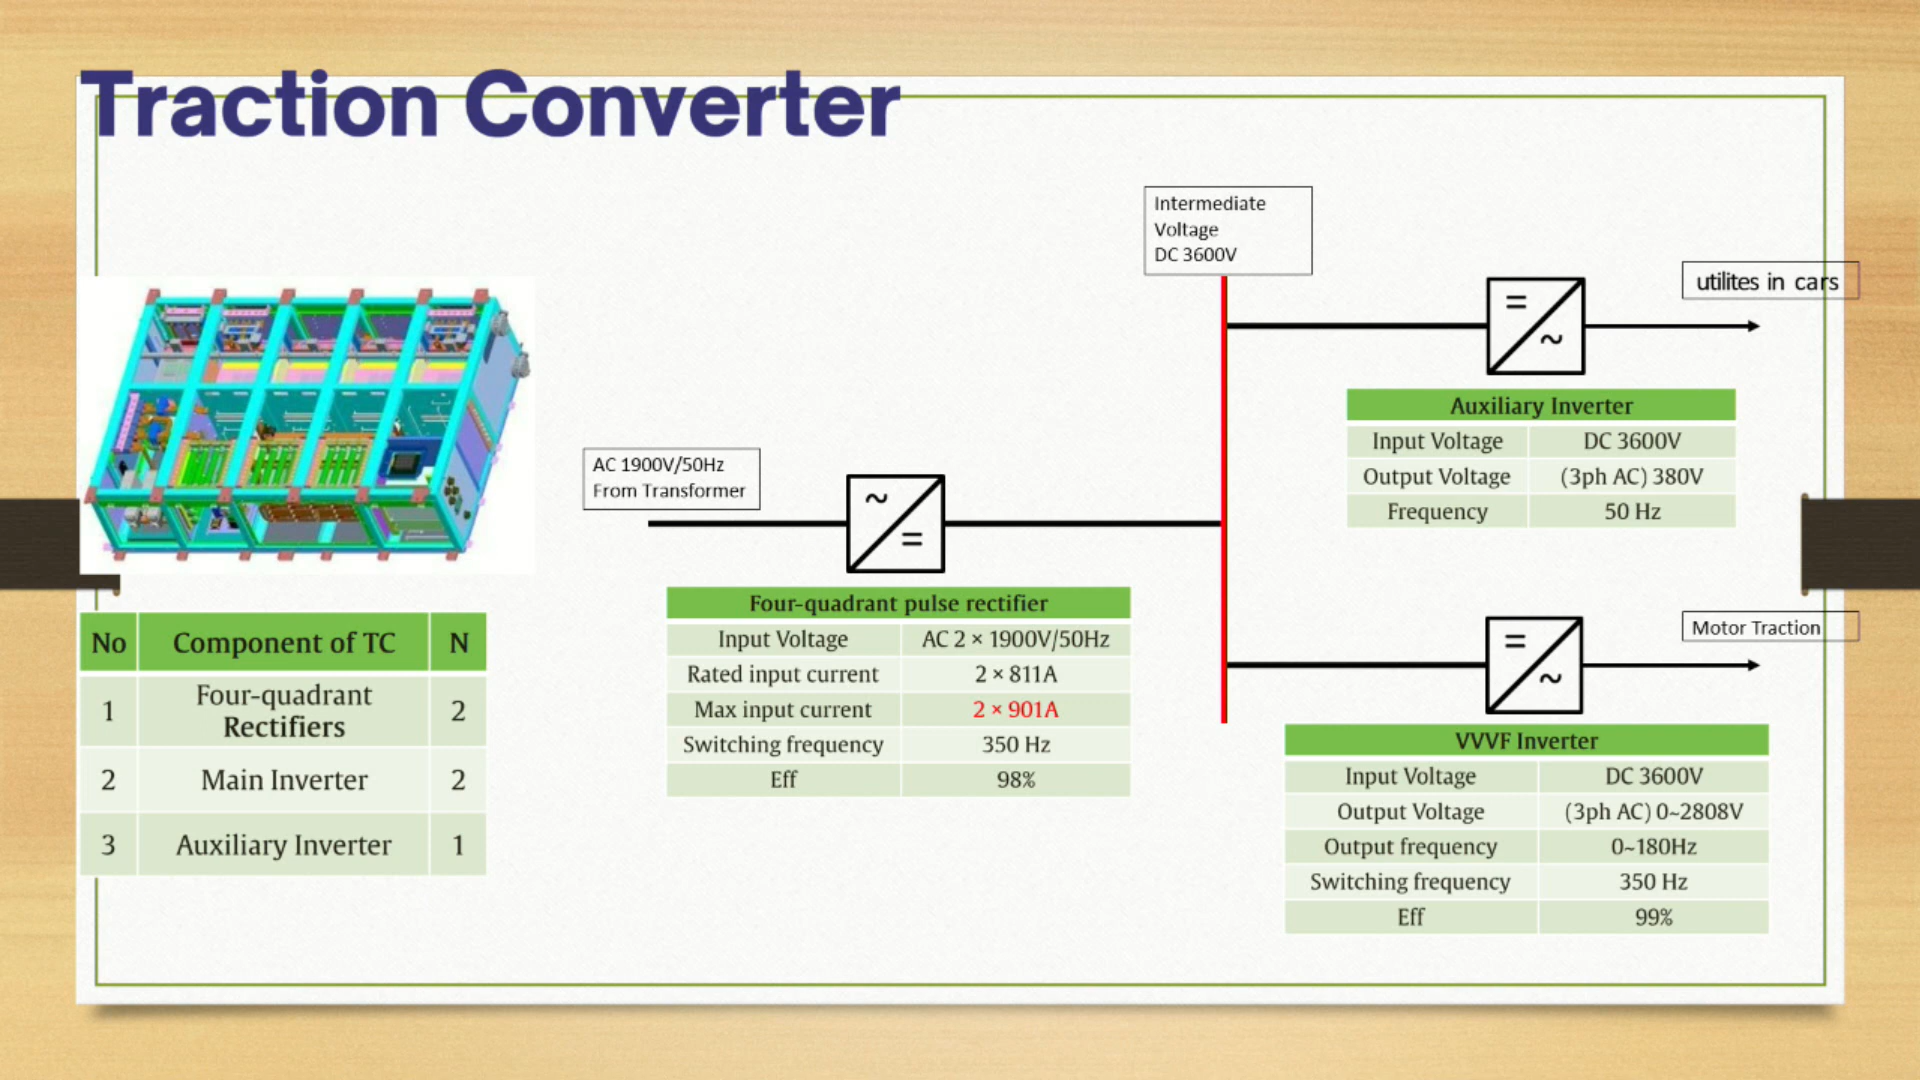 Traction Converter
Intermediate
Voltage
DC 3600V
utilites in cars
AC 1900V/50Hz
From Transformer
Auxiliary Inverter
Input Voltage DC 3600V
Output Voltage (3ph AC) 380V
Frequency 50 Hz
Four-quadrant pulse rectifier
Input Voltage AC 2 × 1900V/50Hz
Rated input current 2 × 811A
Max input current 2 × 901A
Switching frequency 350 Hz
Eff 98%
Motor Traction
VVVF Inverter
Input Voltage DC 3600V
Output Voltage (3ph AC) 0~2808V
Output frequency 0~180Hz
Switching frequency 350 Hz
Eff 99%
No Component of TC N
1 Four-quadrant Rectifiers 2
2 Main Inverter 2
3 Auxiliary Inverter 1